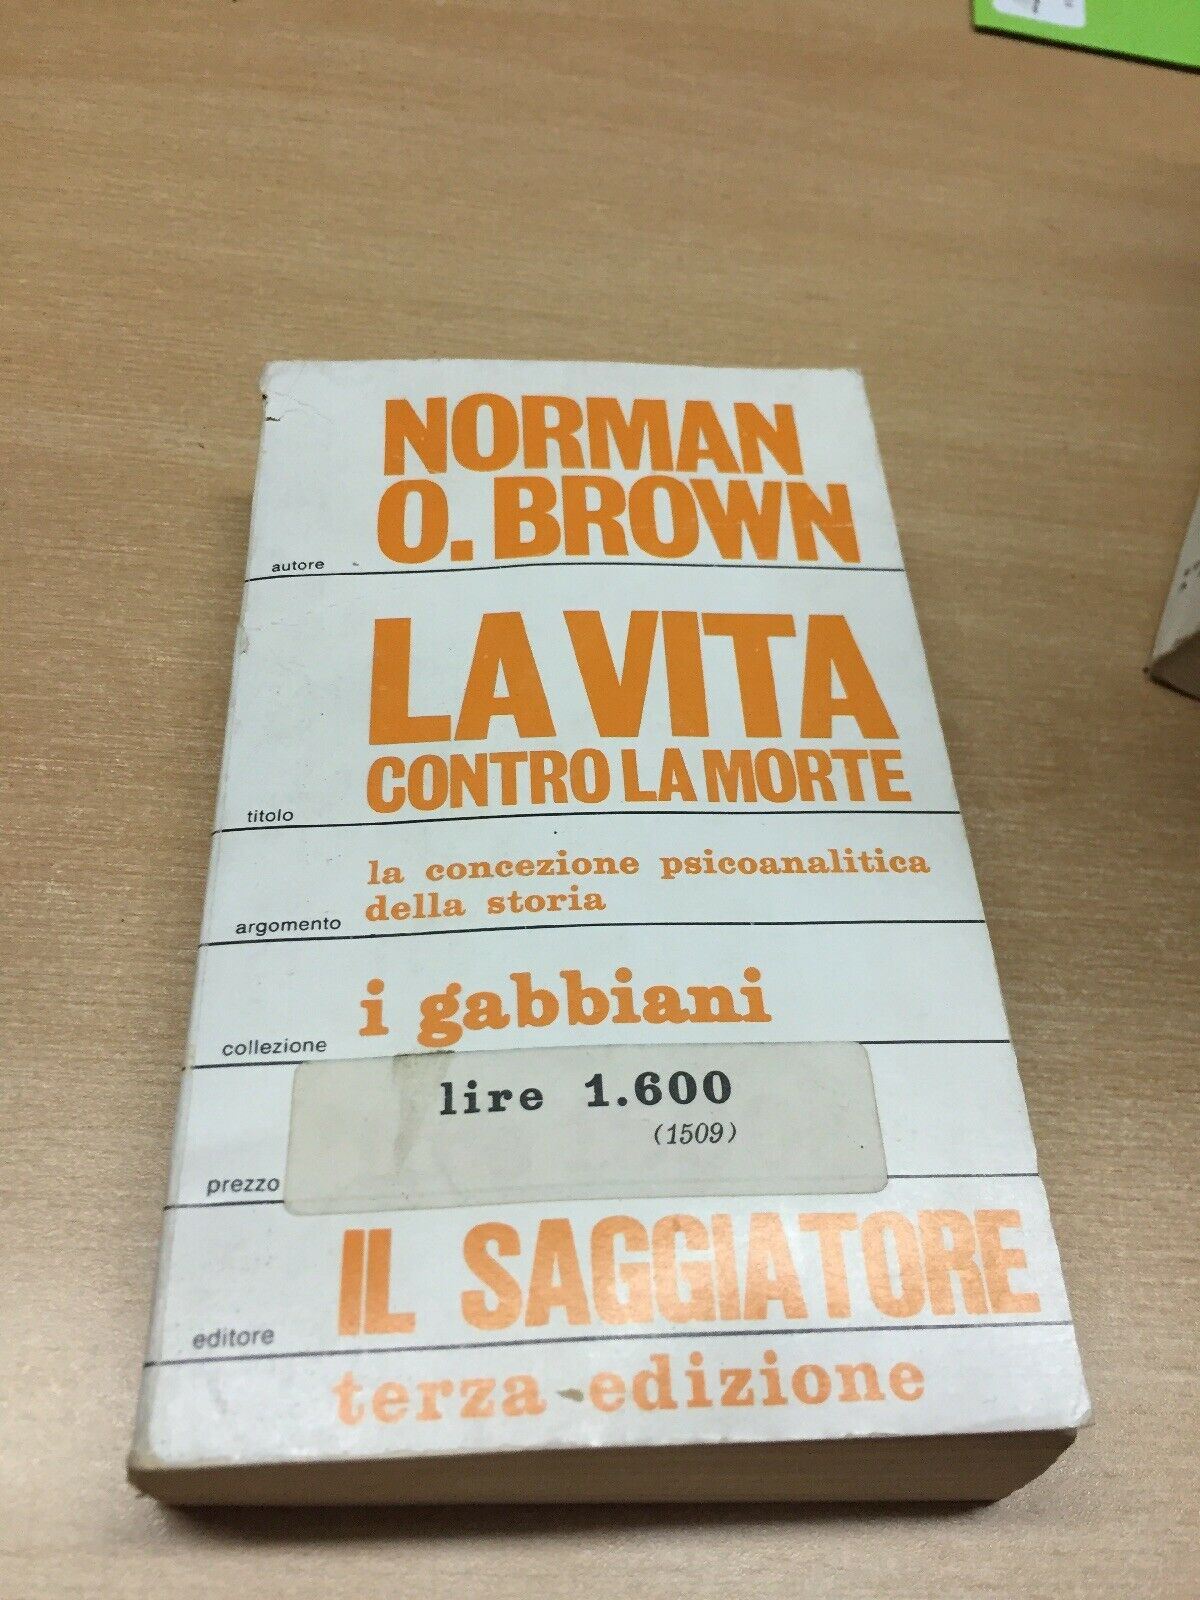 NORMAN
O. BROWN
autore
LA VITA
CONTRO LA MORTE
titolo
la concezione psicoanalitica
della storia
argomento
i gabbiani
collezione
lire 1.600
(1509)
prezzo
IL SAGGIATORE
editore
terza edizione